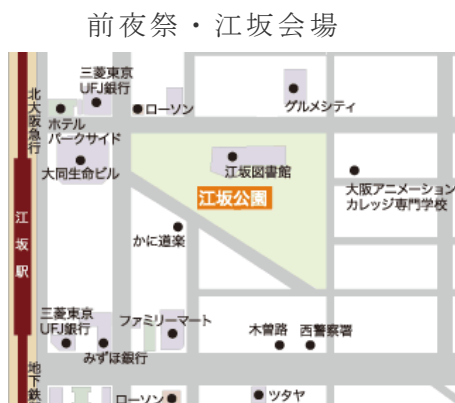 前夜祭・江坂会場
三菱東京
UFJ銀行
北大阪急行
ローソン
グルメシティ
ホテル
パークサイド
大同生命ビル
江坂図書館
江坂公園
大阪アニメーション
カレッジ専門学校
江坂駅
かに道楽
三菱東京
UFJ銀行
ファミリーマート
木曽路
西警察署
みずほ銀行
地下鉄
ローソン
ツタヤ